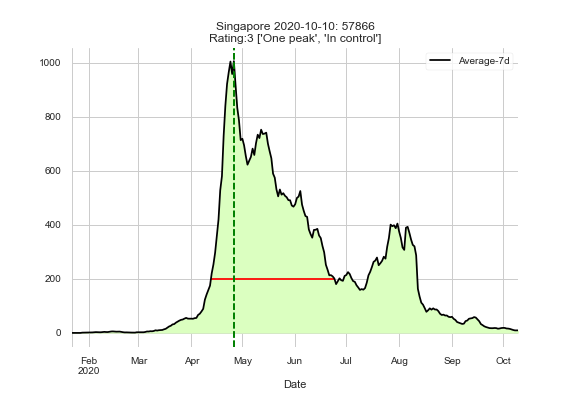 Singapore 2020-10-10: 57866
Rating:3 ['One peak', 'In control']
Average-7d
1000
800
600
400
200
0
Feb Mar Apr May Jun Jul Aug Sep Oct
2020
Date